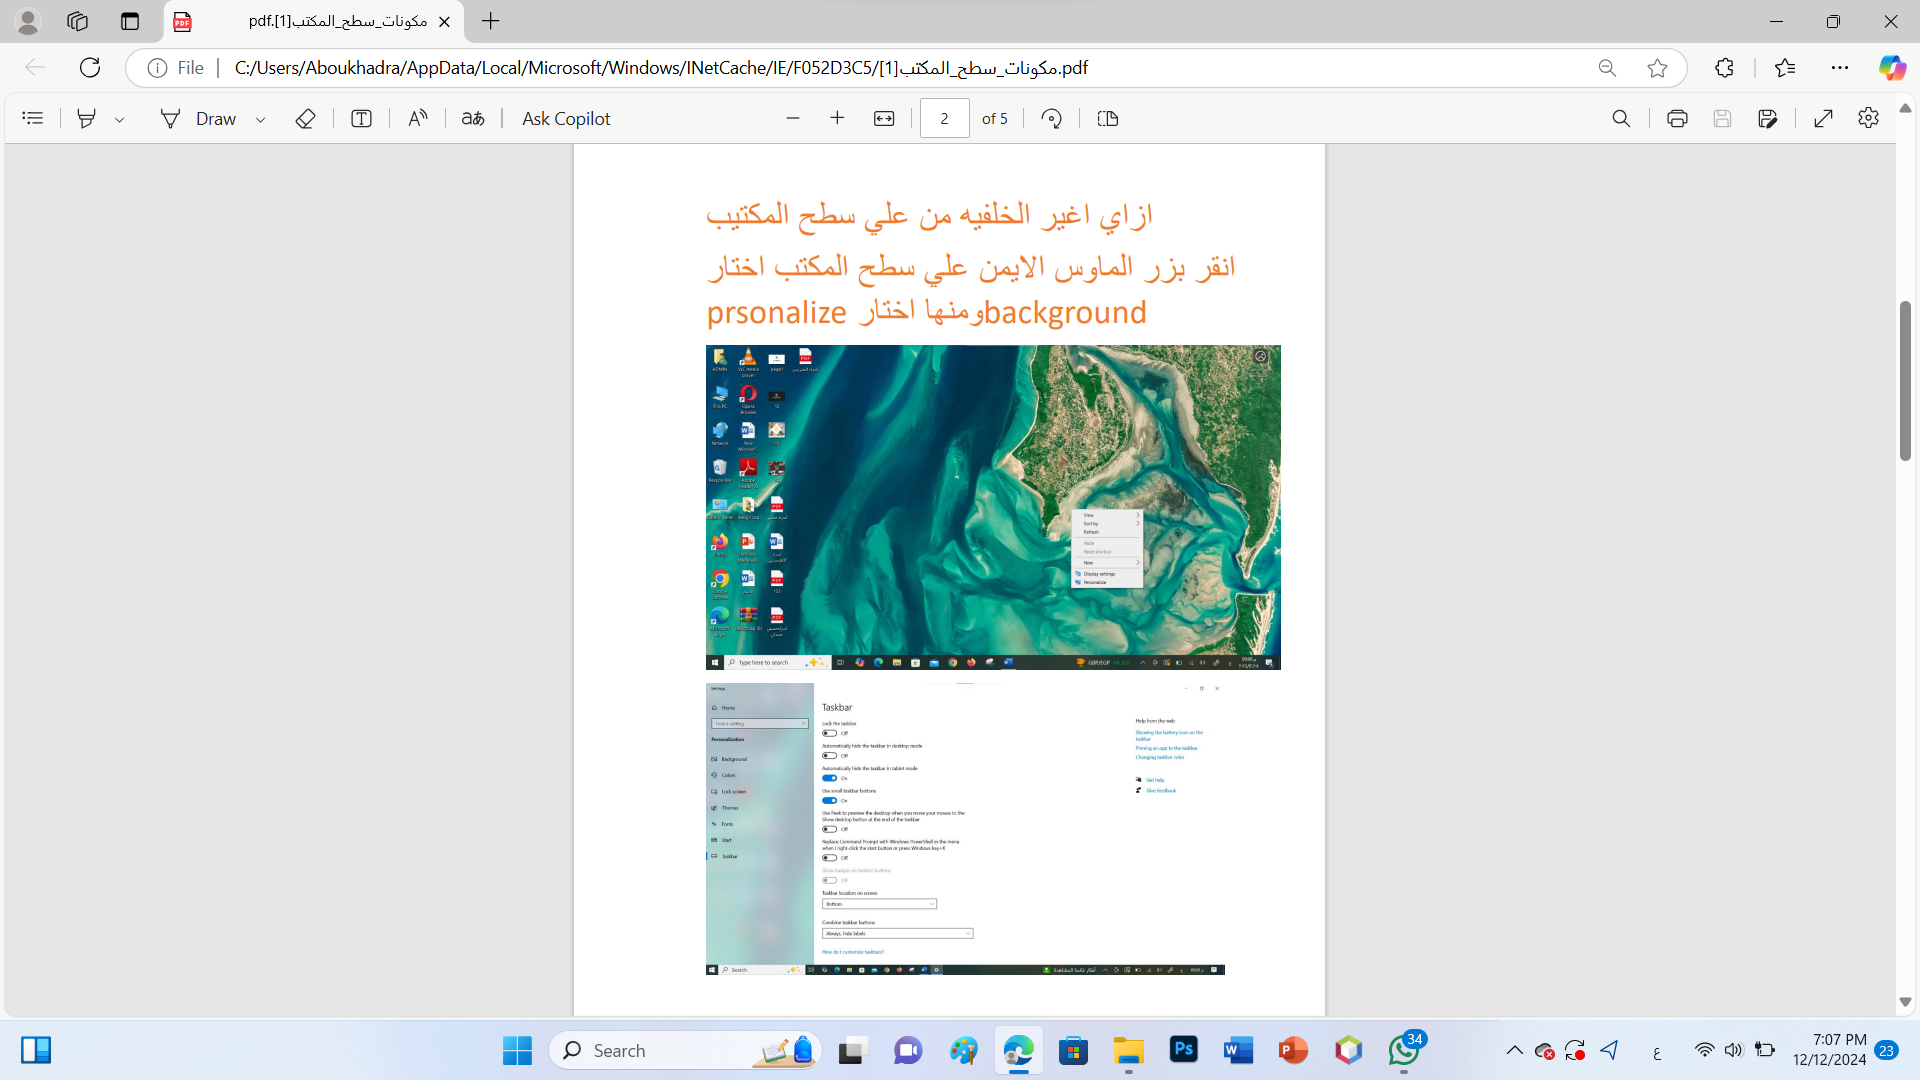 مكونات_سطح_المكتب[1].pdf
File
C:/Users/Aboukhadra/AppData/Local/Microsoft/Windows/INetCache/IE/F052D3C5/مكونات_سطح_المكتب[1].pdf
Draw
Ask Copilot
2 of 5
ازاي اغير الخلفيه من علي سطح المكتيب
انقر بزر الماوس الايمن علي سطح المكتب اختار
prsonalize ومنها اختار background
View
Sort by
Refresh
Paste
Paste shortcut
New
Display settings
Personalize
Type here to search
GBP/EGP
Settings
Home
Find a setting
Personalization
Background
Colors
Lock screen
Themes
Fonts
Start
Taskbar
Taskbar
Lock the taskbar
Off
Automatically hide the taskbar in desktop mode
Off
Automatically hide the taskbar in tablet mode
On
Use small taskbar buttons
On
Use Peek to preview the desktop when you move your mouse to the
Show desktop button at the end of the taskbar
Off
Replace Command Prompt with Windows PowerShell in the menu
when I right-click the start button or press Windows key+X
Off
Show badges on taskbar buttons
Off
Taskbar location on screen
Bottom
Combine taskbar buttons
Always, hide labels
How do I customize taskbars?
Help from the web
Showing the battery icon on the
taskbar
Pinning an app to the taskbar
Changing taskbar color
Get help
Give feedback
Search
Search
34
ع
7:07 PM
12/12/2024
23